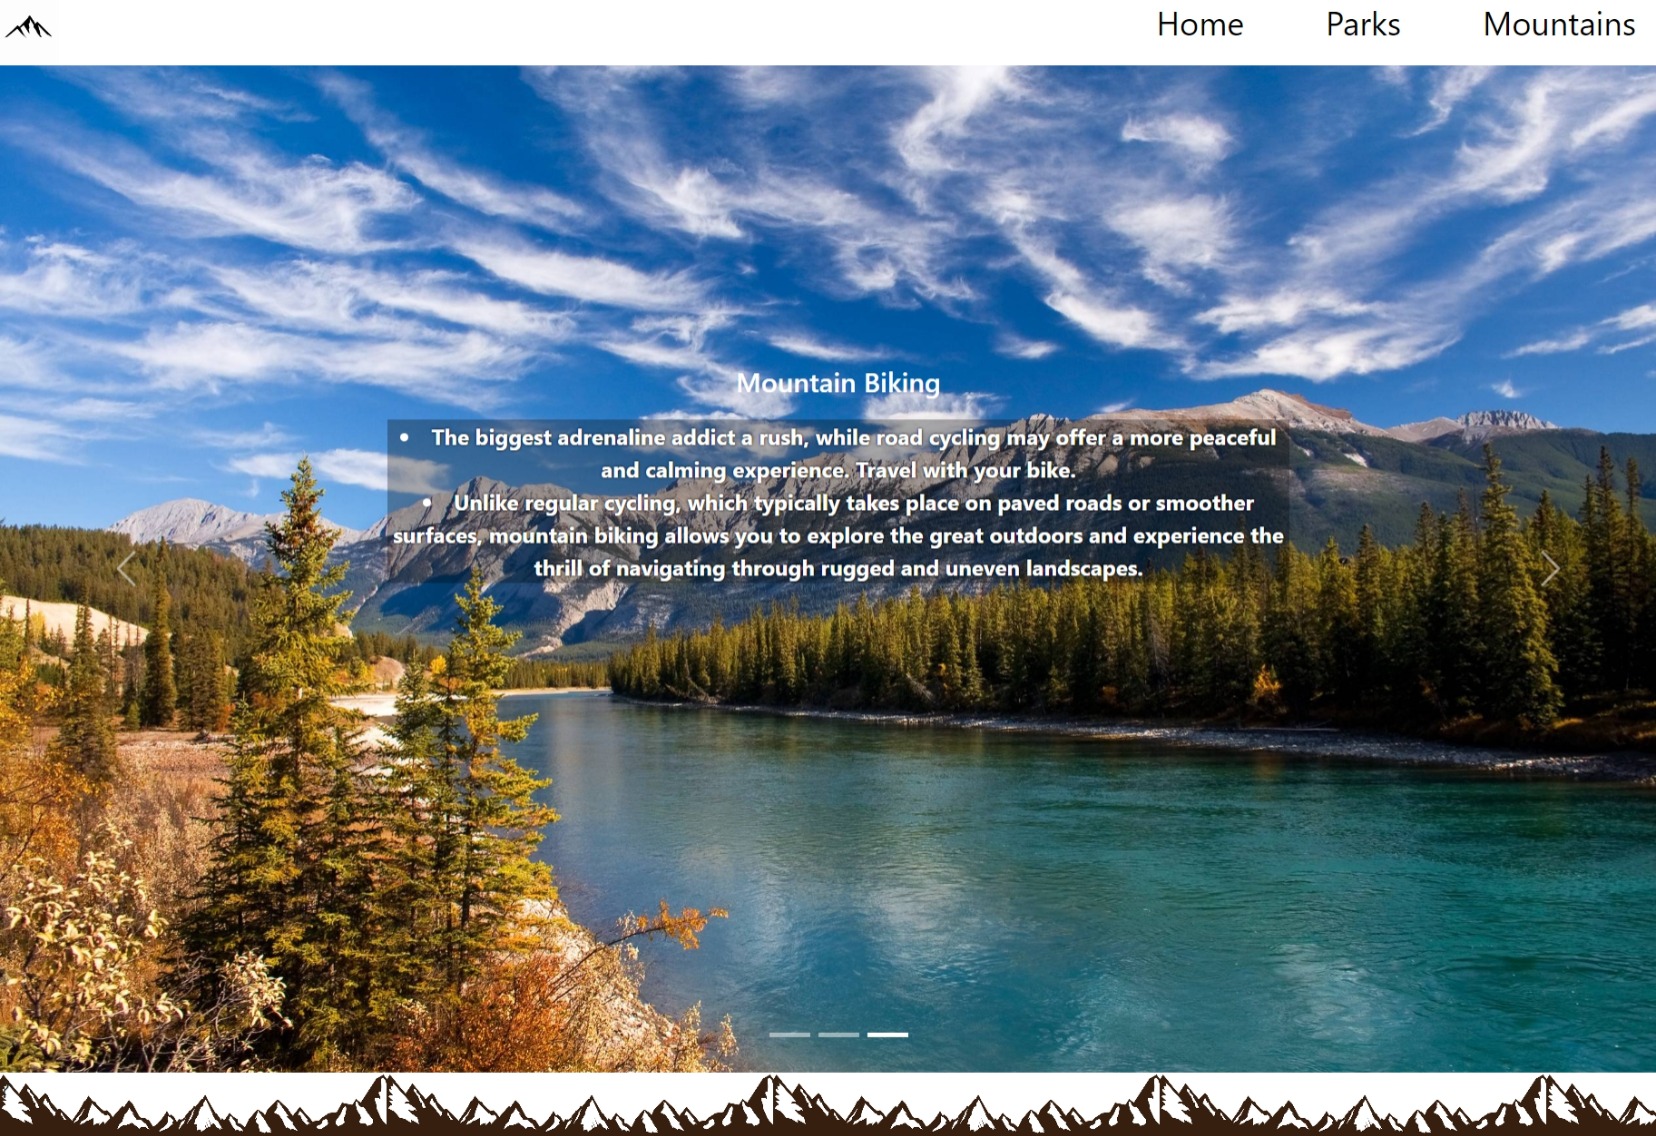 Home Parks Mountains
Mountain Biking
• The biggest adrenaline addict a rush, while road cycling may offer a more peaceful
and calming experience. Travel with your bike.
• Unlike regular cycling, which typically takes place on paved roads or smoother
surfaces, mountain biking allows you to explore the great outdoors and experience the
thrill of navigating through rugged and uneven landscapes.